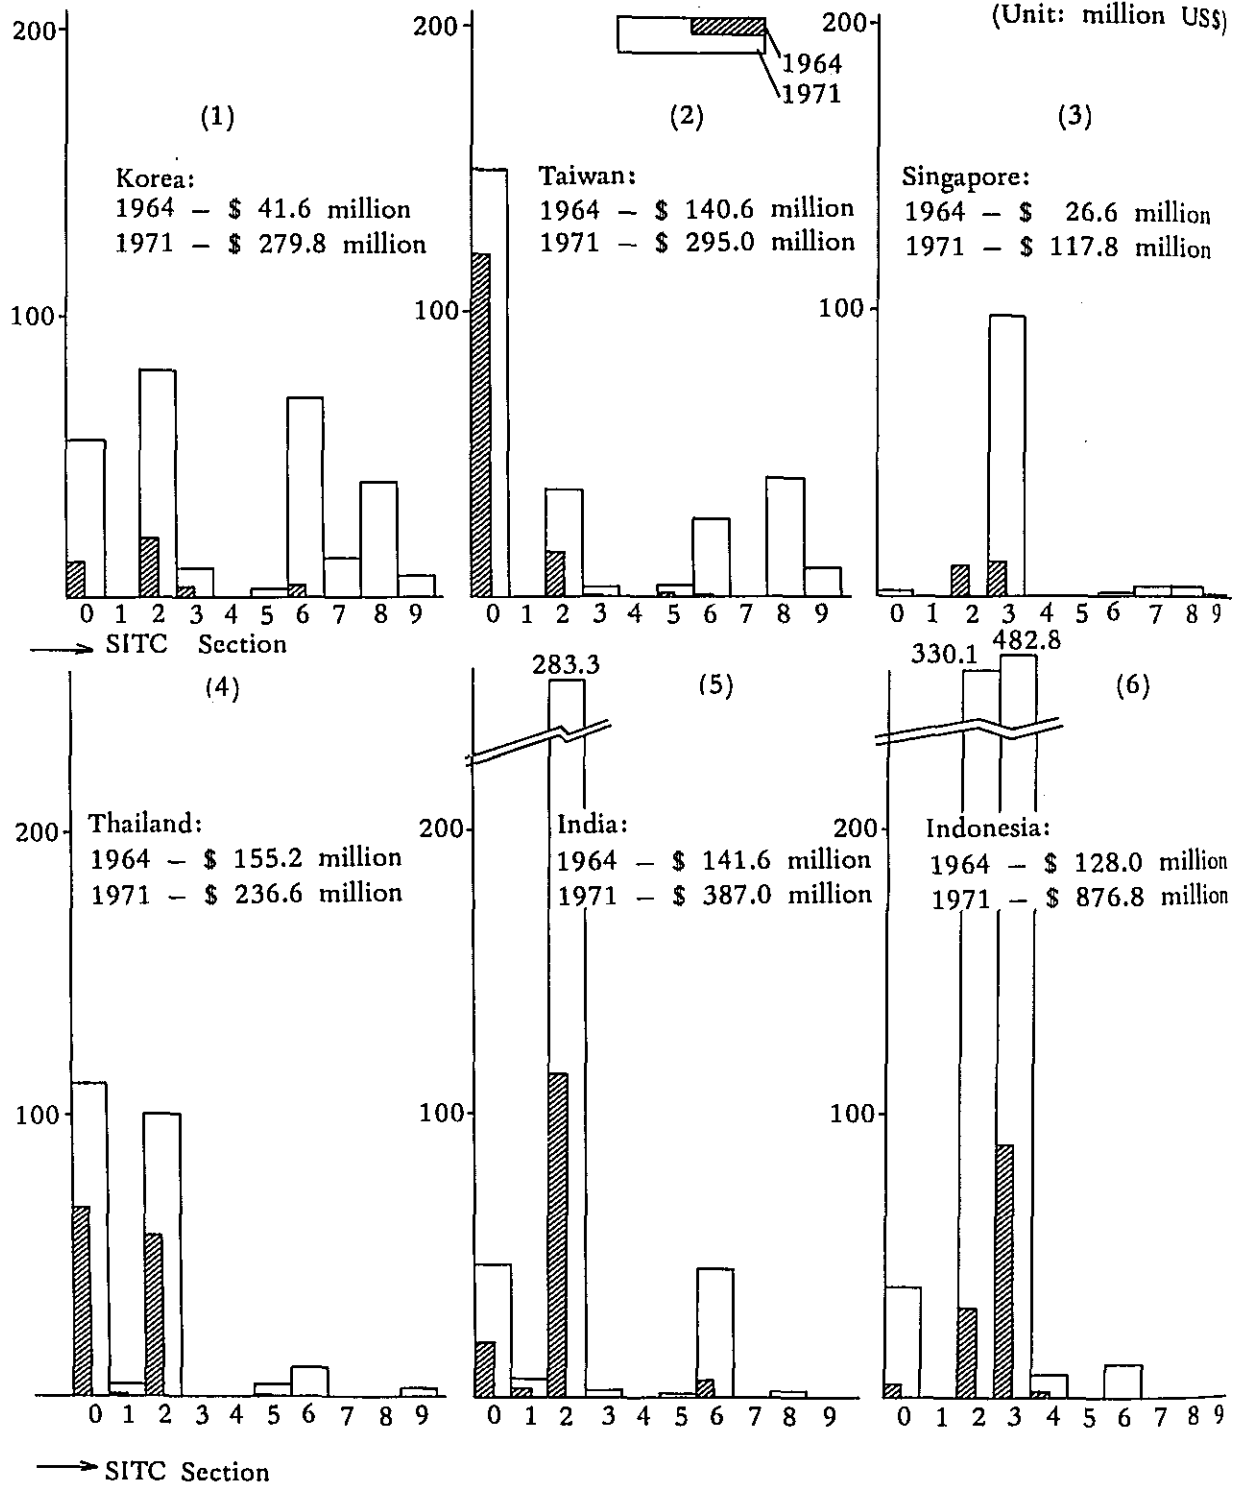 (Unit: million US$)
200
200
200
1964
1971
(1)
(2)
(3)
Korea:
1964 – $ 41.6 million
1971 – $ 279.8 million
Taiwan:
1964 – $ 140.6 million
1971 – $ 295.0 million
Singapore:
1964 – $ 26.6 million
1971 – $ 117.8 million
100
100
100
0 1 2 3 4 5 6 7 8 9
0 1 2 3 4 5 6 7 8 9
0 1 2 3 4 5 6 7 8 9
SITC Section
283.3
330.1
482.8
(4)
(5)
(6)
200
200
200
Thailand:
1964 – $ 155.2 million
1971 – $ 236.6 million
India:
1964 – $ 141.6 million
1971 – $ 387.0 million
Indonesia:
1964 – $ 128.0 million
1971 – $ 876.8 million
100
100
100
0 1 2 3 4 5 6 7 8 9
0 1 2 3 4 5 6 7 8 9
0 1 2 3 4 5 6 7 8 9
SITC Section